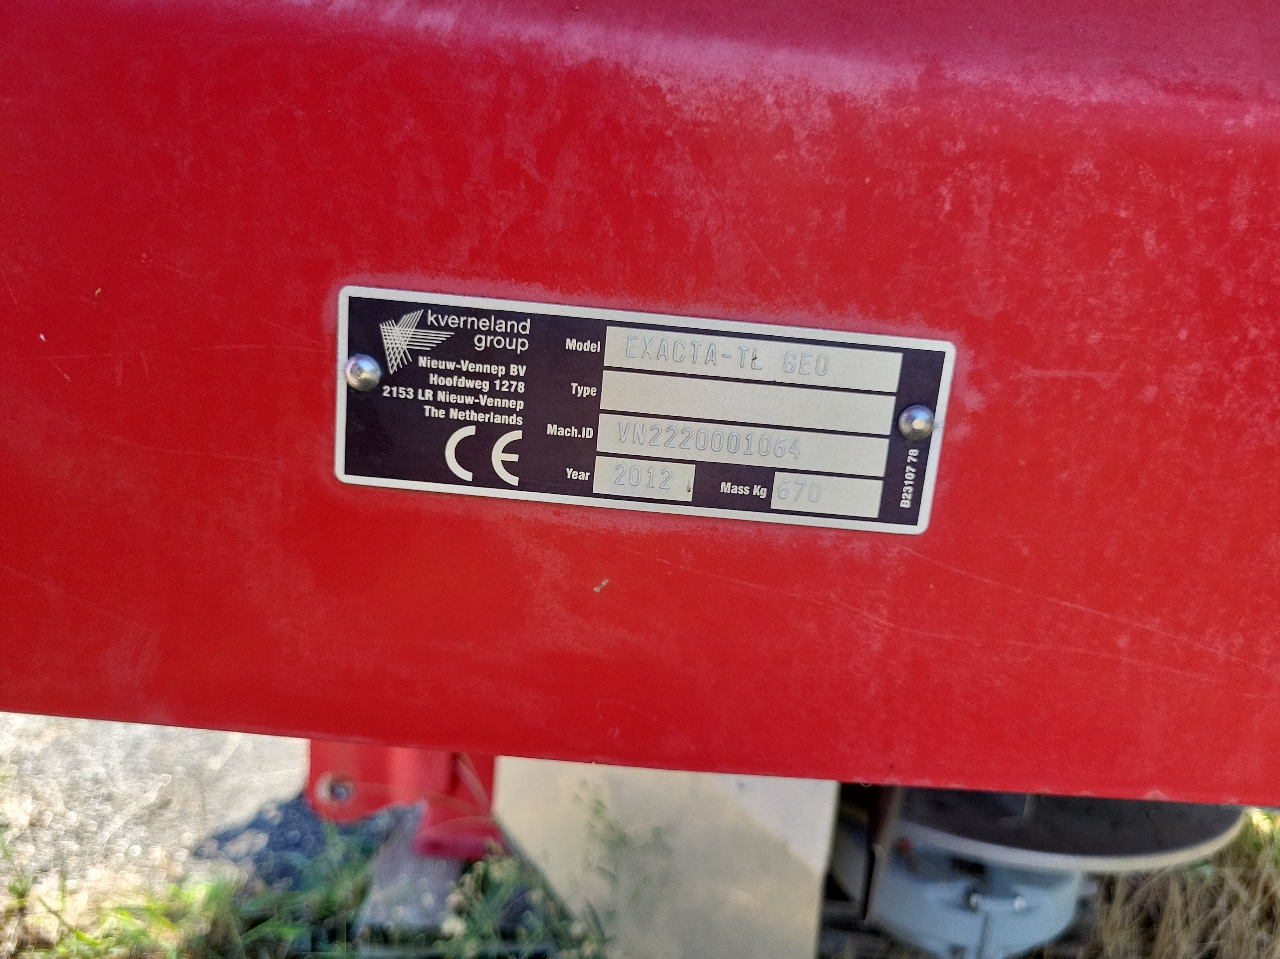 kverneland
group
Nieuw-Vennep BV
Hoofdweg 1278
2153 LR Nieuw-Vennep
The Netherlands
CE
Model EXACTA-TL GEO
Type
Mach.ID VN2220001064
Year 2012 Mass Kg 670
B23107 78